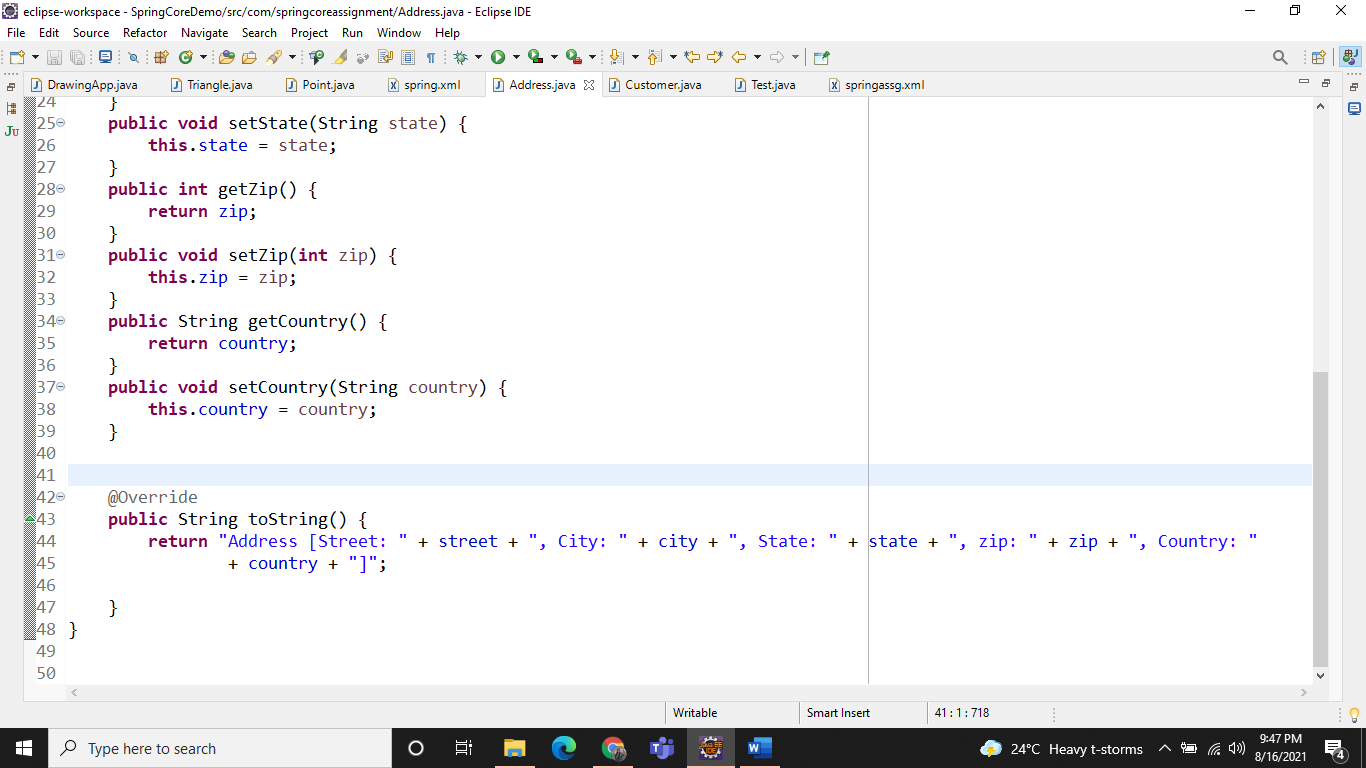 eclipse-workspace - SpringCoreDemo/src/com/springcoreassignment/Address.java - Eclipse IDE
File Edit Source Refactor Navigate Search Project Run Window Help
DrawingApp.java Triangle.java Point.java spring.xml Address.java Customer.java Test.java springassg.xml
24     }
25     public void setState(String state) {
26         this.state = state;
27     }
28     public int getZip() {
29         return zip;
30     }
31     public void setZip(int zip) {
32         this.zip = zip;
33     }
34     public String getCountry() {
35         return country;
36     }
37     public void setCountry(String country) {
38         this.country = country;
39     }
40
41
42     @Override
43     public String toString() {
44         return "Address [Street: " + street + ", City: " + city + ", State: " + state + ", zip: " + zip + ", Country: "
45                 + country + "]";
46
47     }
48 }
49
50
Writable Smart Insert 41 : 1 : 718
Type here to search
24°C Heavy t-storms
9:47 PM
8/16/2021
4